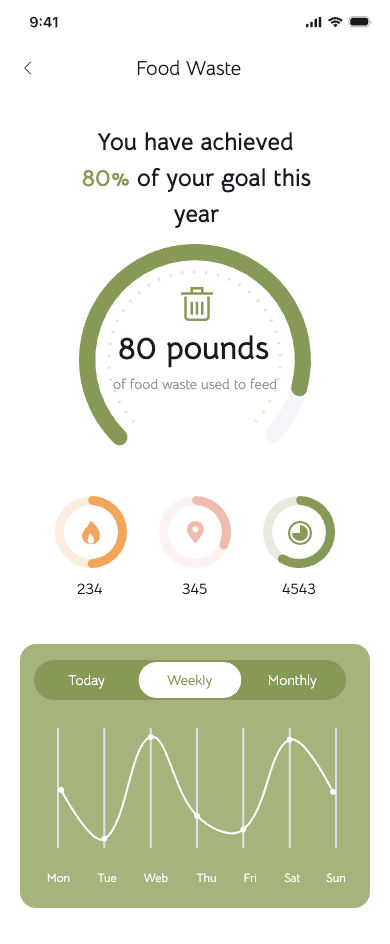 9:41
Food Waste
You have achieved
80% of your goal this
year
80 pounds
of food waste used to feed
234
345
4543
Today Weekly Monthly
Mon Tue Web Thu Fri Sat Sun